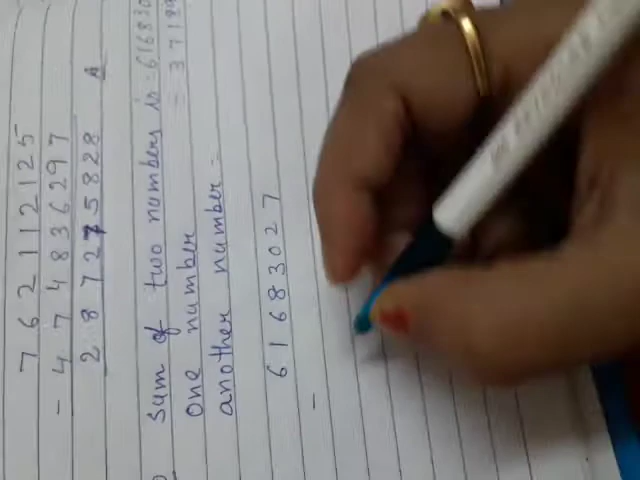 7 6 2 1 1 2 1 2 5
- 4 7 4 8 3 6 2 9 7
2 8 7 2 7 5 8 2 8 A
Sum of two numbers is = 616830
one number = 37189
another number =
6 1 6 8 3 0 2 7
-